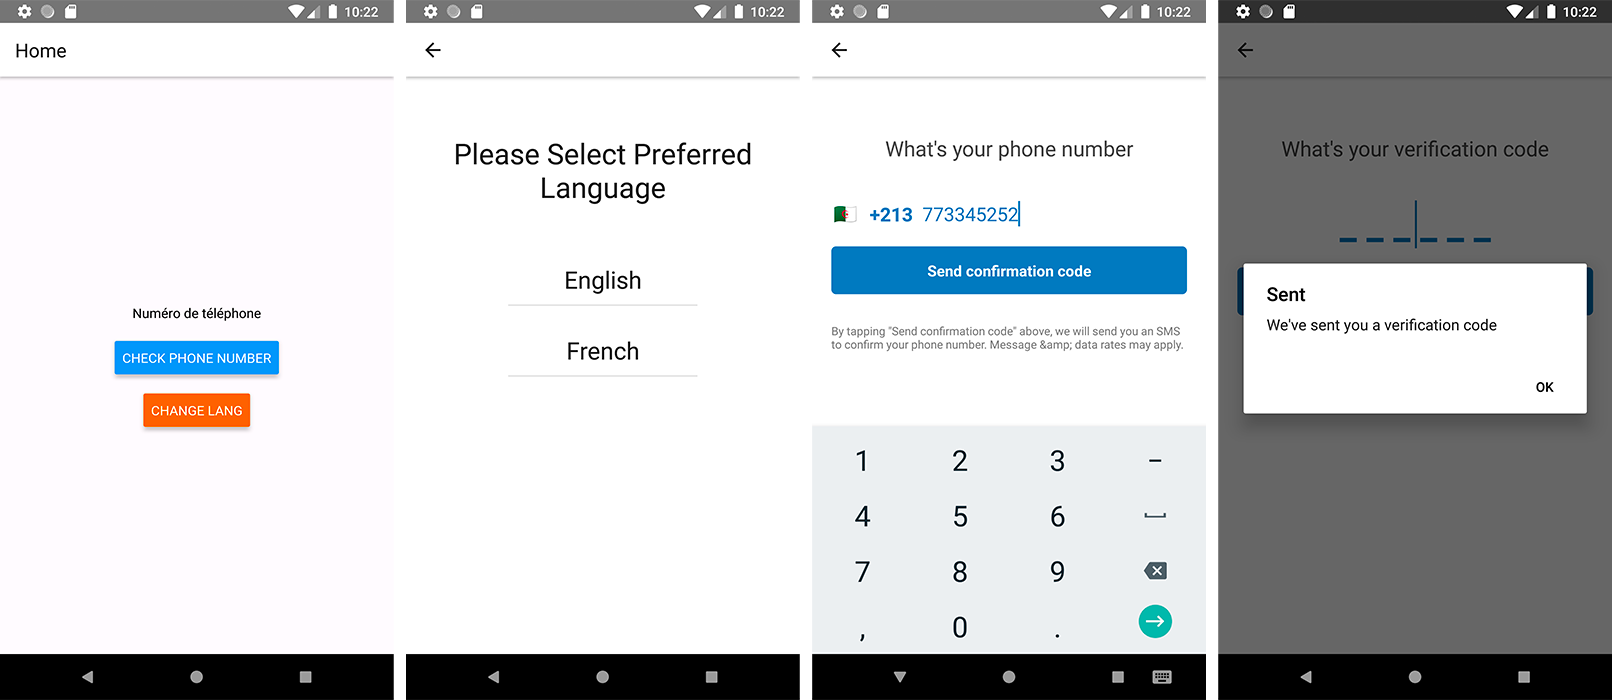 10:22
Home
Numéro de téléphone
CHECK PHONE NUMBER
CHANGE LANG
10:22
Please Select Preferred
Language
English
French
10:22
What's your phone number
+213 773345252
Send confirmation code
By tapping "Send confirmation code" above, we will send you an SMS
to confirm your phone number. Message &amp; data rates may apply.
1 2 3 –
4 5 6
7 8 9
, 0 .
10:22
What's your verification code
Sent
We've sent you a verification code
OK